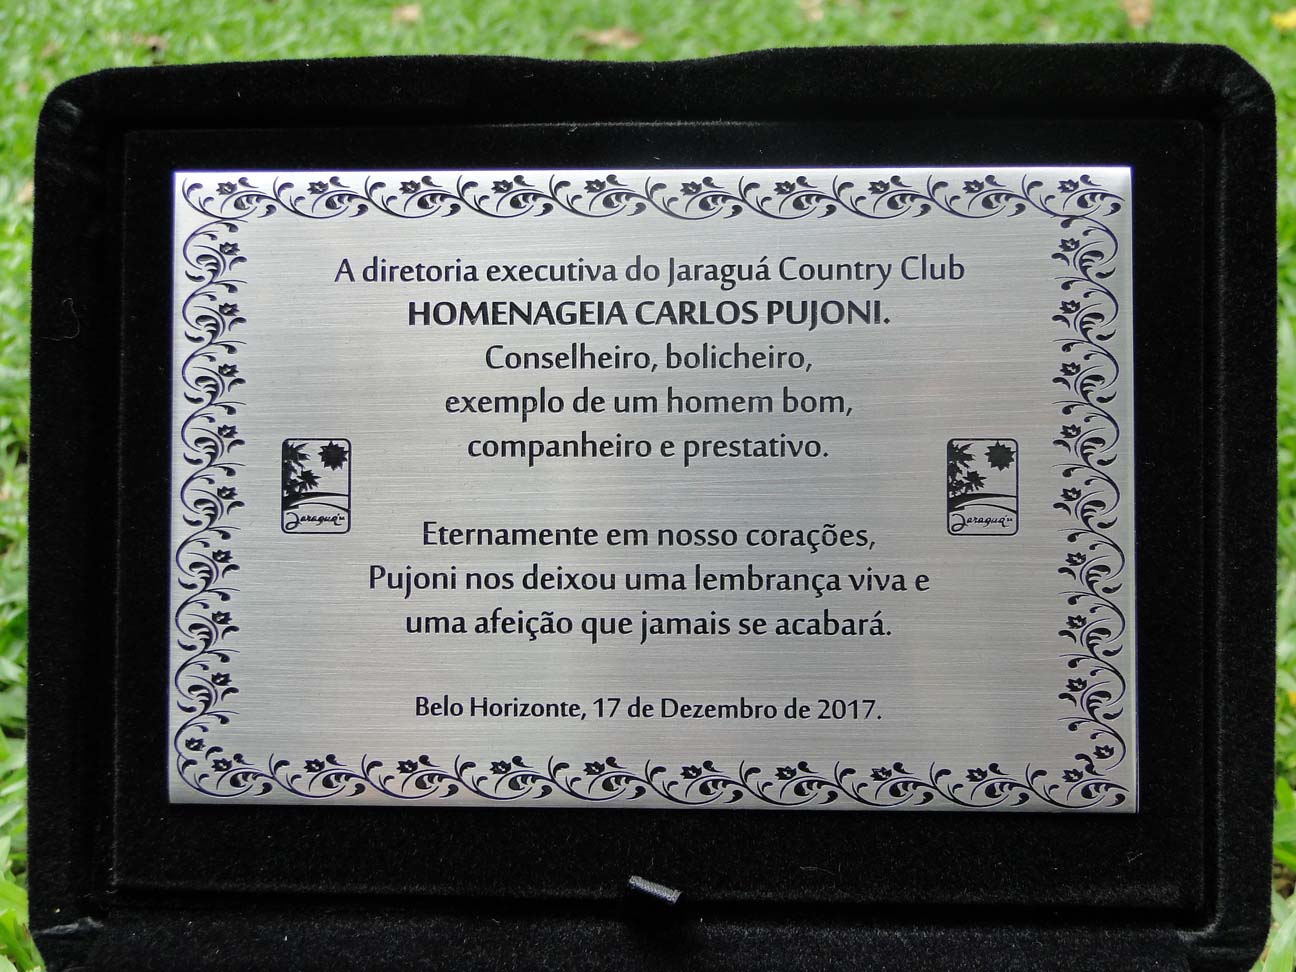 A diretoria executiva do Jaraguá Country Club
HOMENAGEIA CARLOS PUJONI.
Conselheiro, bolicheiro,
exemplo de um homem bom,
companheiro e prestativo.
Jaraguá
Jaraguá
Eternamente em nosso corações,
Pujoni nos deixou uma lembrança viva e
uma afeição que jamais se acabará.
Belo Horizonte, 17 de Dezembro de 2017.